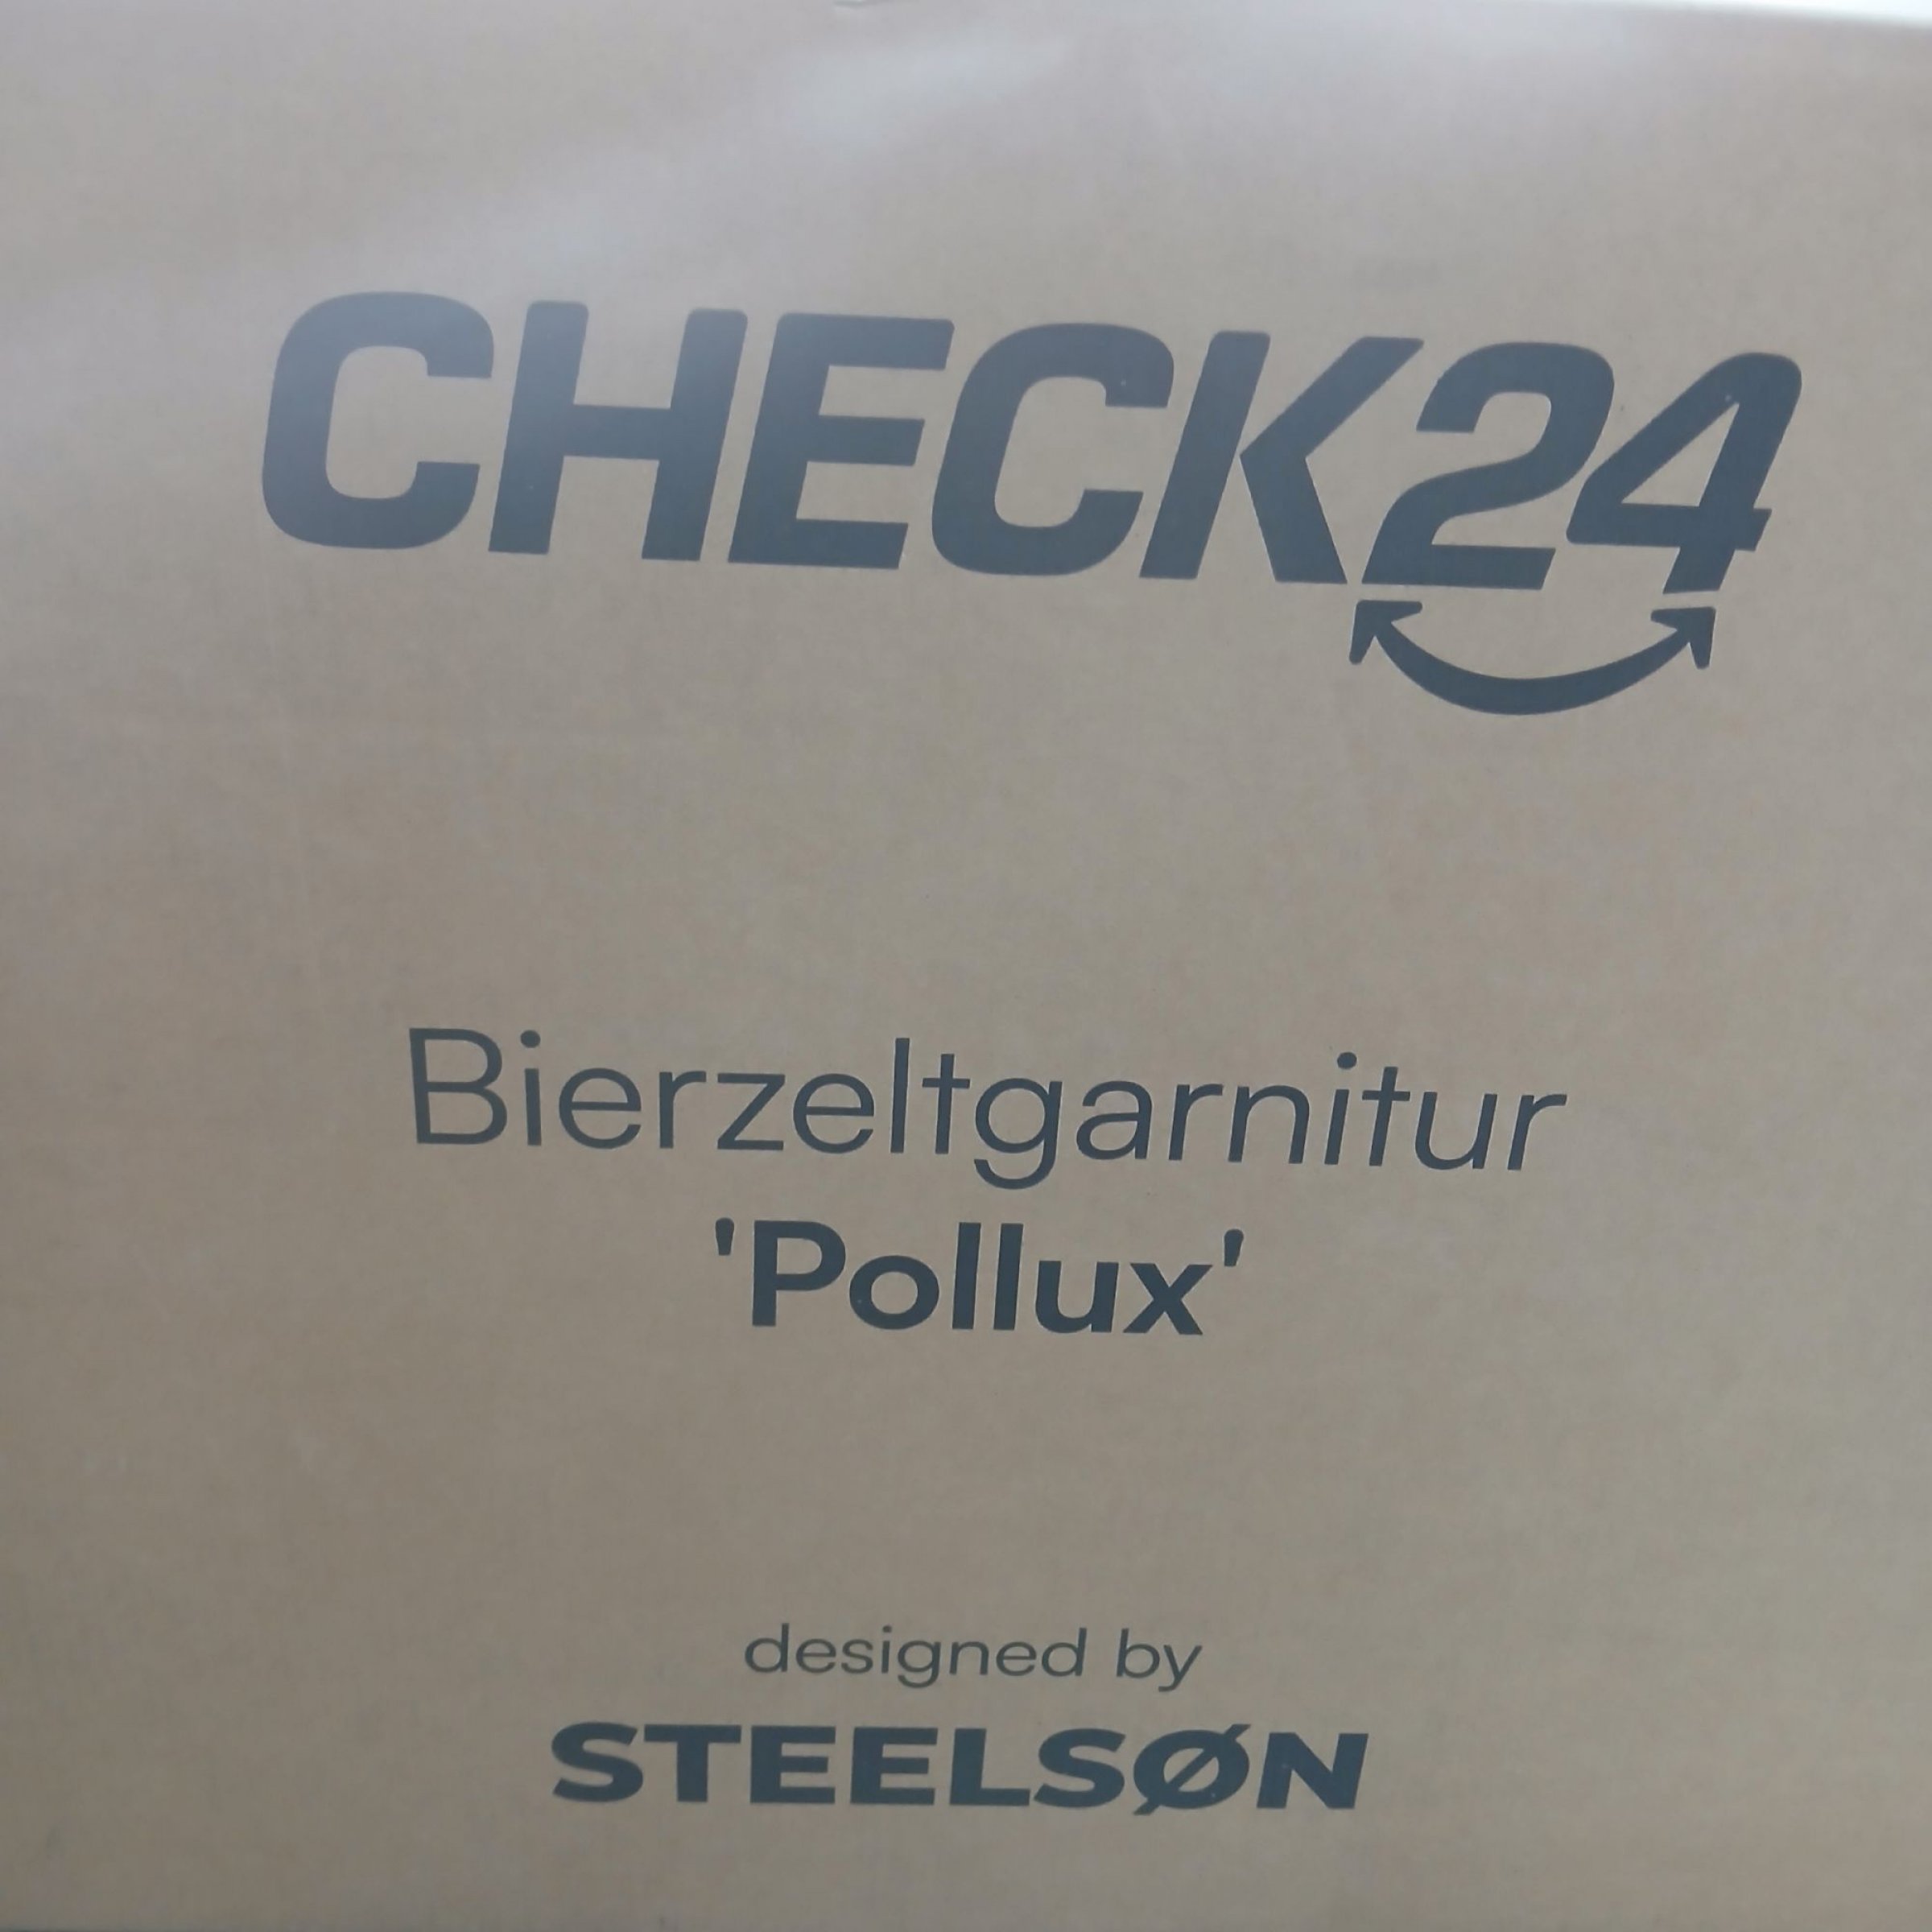 CHECK24
Bierzeltgarnitur
'Pollux'
designed by
STEELSØN